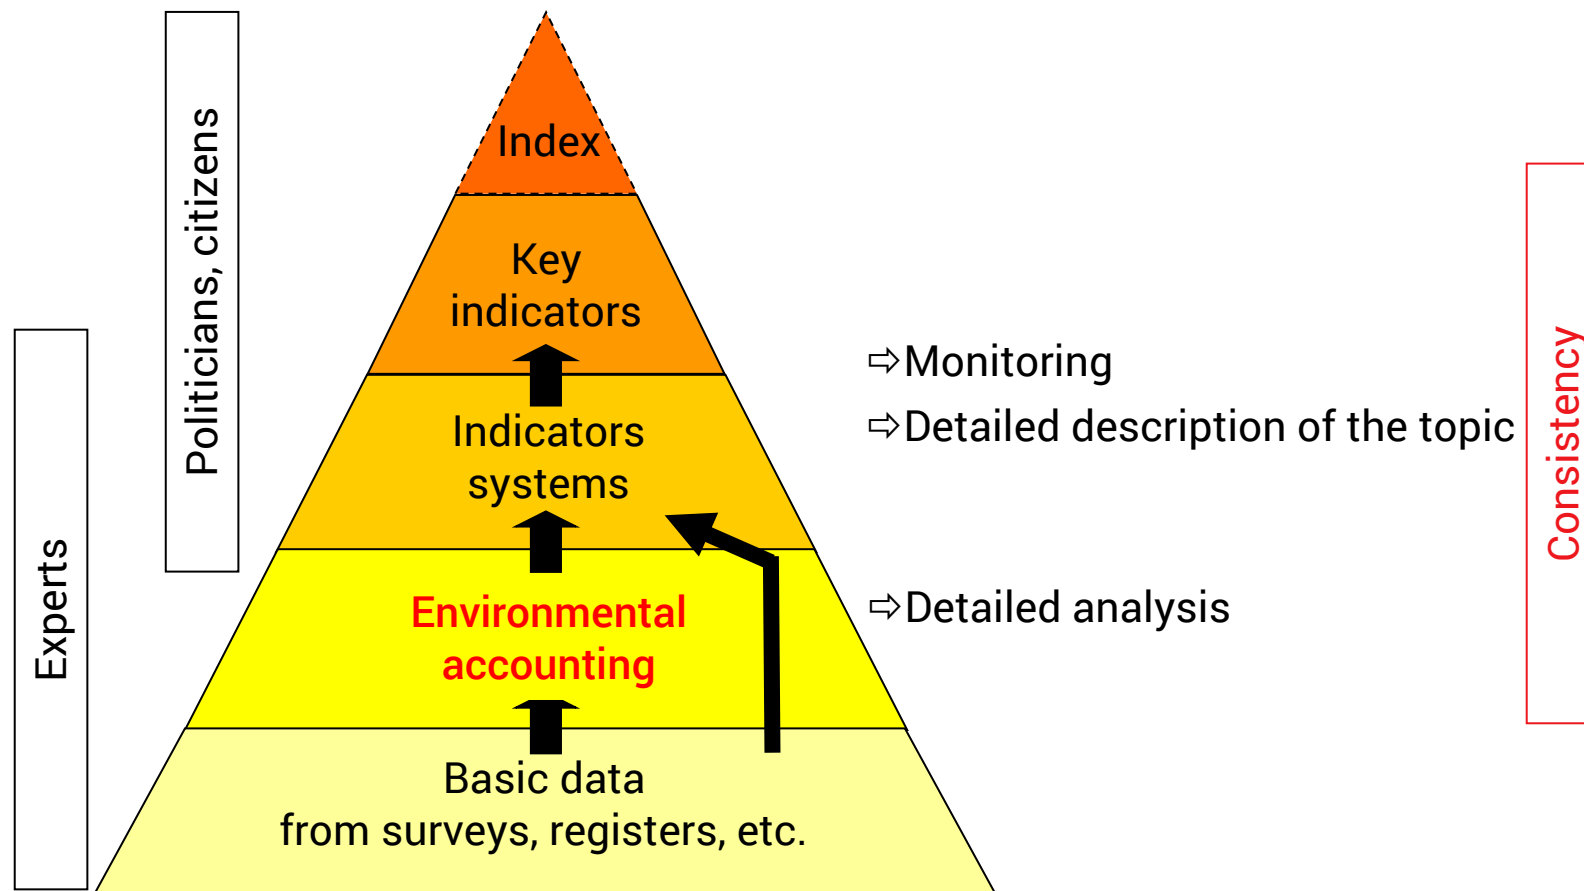 Politicians, citizens
Experts
Index
Key
indicators
Indicators
systems
Environmental
accounting
Basic data
from surveys, registers, etc.
⇨Monitoring
⇨Detailed description of the topic
⇨Detailed analysis
Consistency